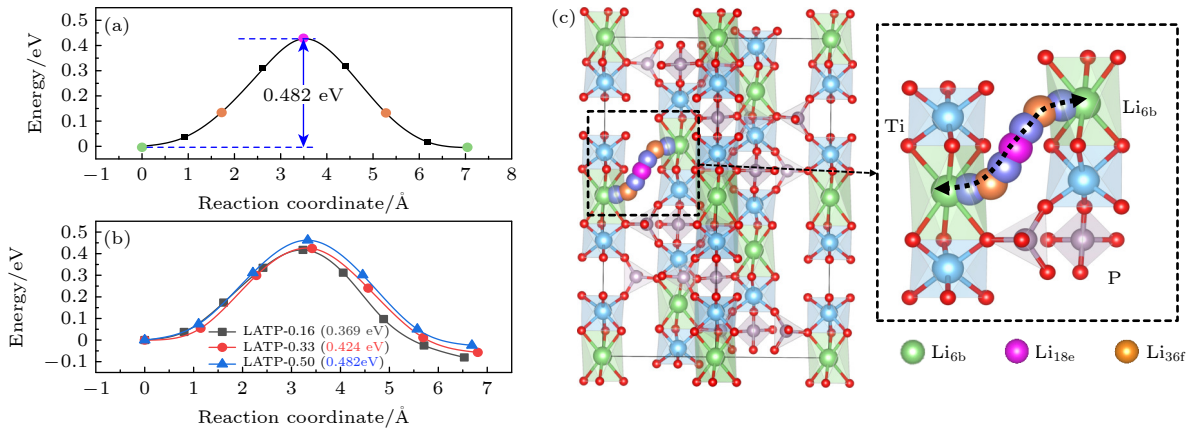 (a)
Energy/eV
0.5
0.4
0.3
0.2
0.1
0
0.482 eV
−1 0 1 2 3 4 5 6 7 8
Reaction coordinate/Å
(b)
Energy/eV
0.5
0.4
0.3
0.2
0.1
0
−0.1
LATP-0.16 (0.369 eV)
LATP-0.33 (0.424 eV)
LATP-0.50 (0.482eV)
−1 0 1 2 3 4 5 6 7
Reaction coordinate/Å
(c)
Ti
Li6b
P
Li6b Li18e Li36f